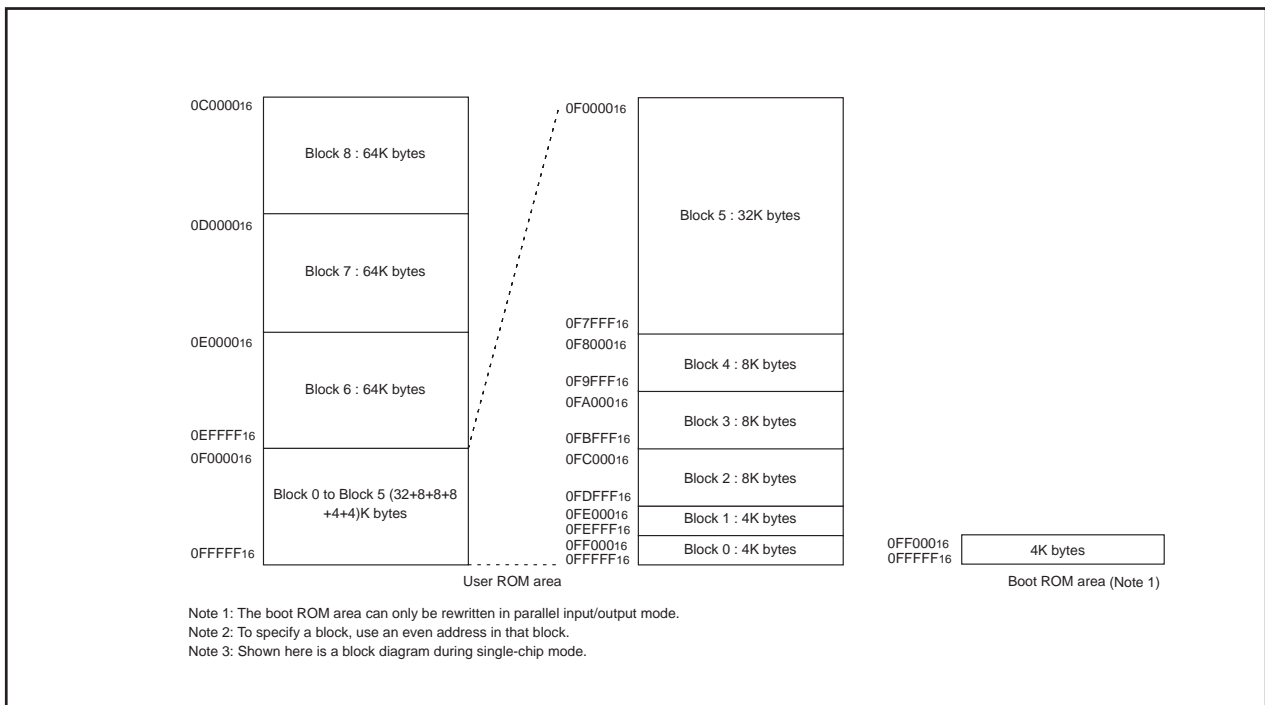 0C000016
Block 8 : 64K bytes
0D000016
Block 7 : 64K bytes
0E000016
Block 6 : 64K bytes
0EFFFF16
0F000016
Block 0 to Block 5 (32+8+8+8
+4+4)K bytes
0FFFFF16
0F000016
Block 5 : 32K bytes
0F7FFF16
0F800016
Block 4 : 8K bytes
0F9FFF16
0FA00016
Block 3 : 8K bytes
0FBFFF16
0FC00016
Block 2 : 8K bytes
0FDFFF16
0FE00016
Block 1 : 4K bytes
0FEFFF16
0FF00016
Block 0 : 4K bytes
0FFFFF16
User ROM area
0FF00016
4K bytes
0FFFFF16
Boot ROM area (Note 1)
Note 1: The boot ROM area can only be rewritten in parallel input/output mode.
Note 2: To specify a block, use an even address in that block.
Note 3: Shown here is a block diagram during single-chip mode.